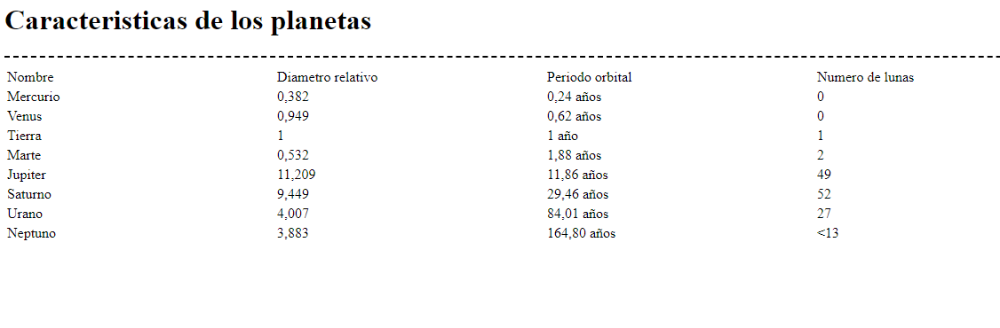 Caracteristicas de los planetas
Nombre Diametro relativo Periodo orbital Numero de lunas
Mercurio 0,382 0,24 años 0
Venus 0,949 0,62 años 0
Tierra 1 1 año 1
Marte 0,532 1,88 años 2
Jupiter 11,209 11,86 años 49
Saturno 9,449 29,46 años 52
Urano 4,007 84,01 años 27
Neptuno 3,883 164,80 años <13